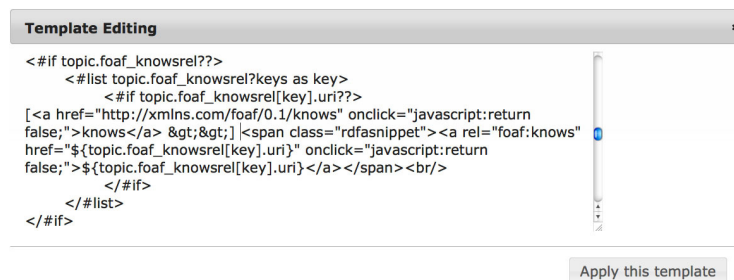 Template Editing
<#if topic.foaf_knowsrel??>
<#list topic.foaf_knowsrel?keys as key>
<#if topic.foaf_knowsrel[key].uri??>
[<a href="http://xmlns.com/foaf/0.1/knows" onclick="javascript:return
false;">knows</a> &gt;&gt;] <span class="rdfasnippet"><a rel="foaf:knows"
href="${topic.foaf_knowsrel[key].uri}" onclick="javascript:return
false;">${topic.foaf_knowsrel[key].uri}</a></span><br/>
</#if>
</#list>
</#if>
Apply this template